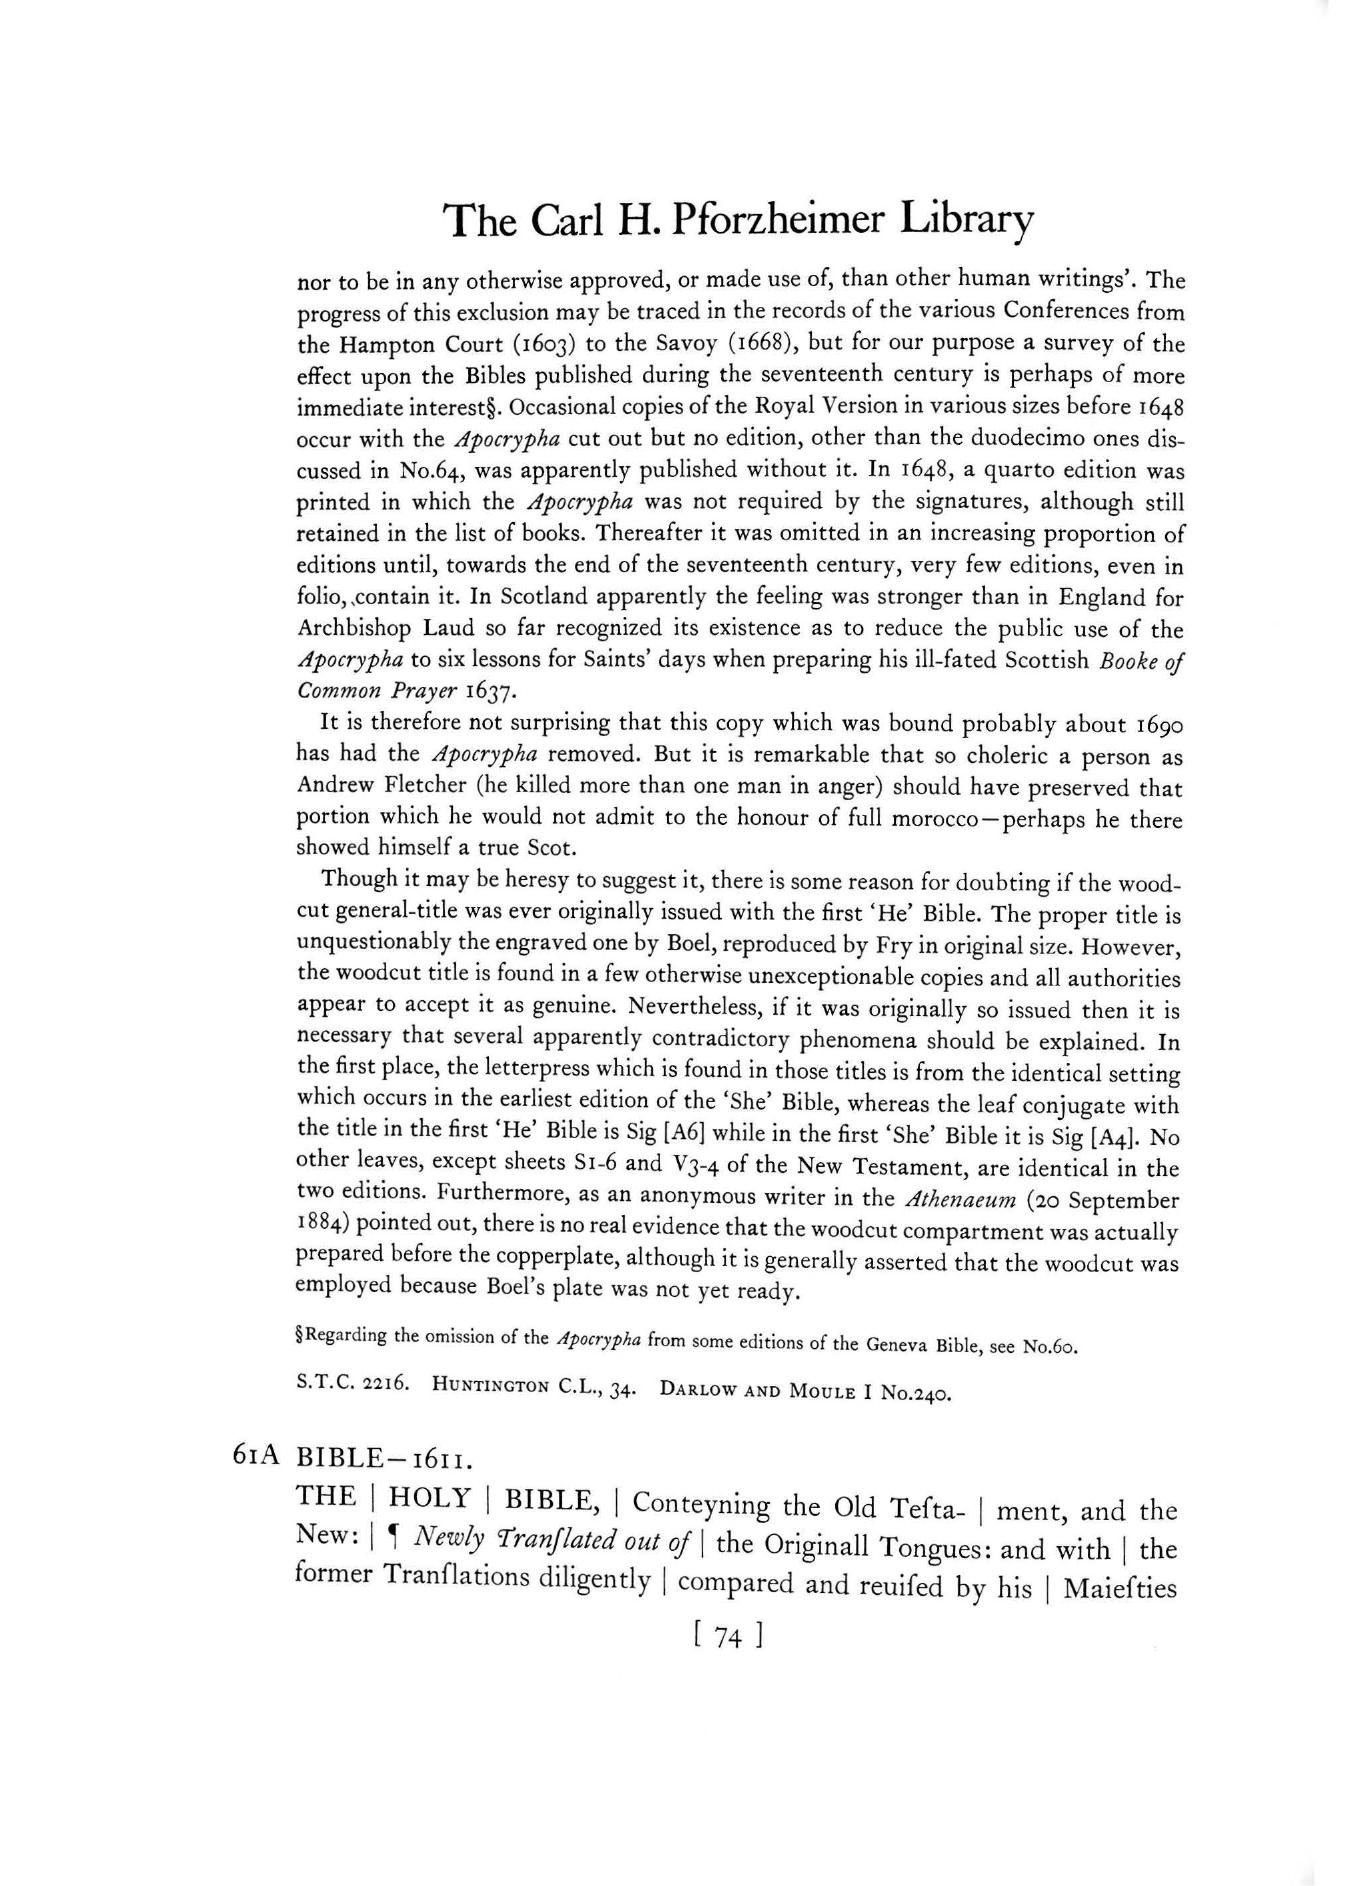 The Carl H. Pforzheimer Library
nor to be in any otherwise approved, or made use of, than other human writings’. The
progress of this exclusion may be traced in the records of the various Conferences from
the Hampton Court (1603) to the Savoy (1668), but for our purpose a survey of the
effect upon the Bibles published during the seventeenth century is perhaps of more
immediate interest§. Occasional copies of the Royal Version in various sizes before 1648
occur with the Apocrypha cut out but no edition, other than the duodecimo ones dis-
cussed in No.64, was apparently published without it. In 1648, a quarto edition was
printed in which the Apocrypha was not required by the signatures, although still
retained in the list of books. Thereafter it was omitted in an increasing proportion of
editions until, towards the end of the seventeenth century, very few editions, even in
folio, contain it. In Scotland apparently the feeling was stronger than in England for
Archbishop Laud so far recognized its existence as to reduce the public use of the
Apocrypha to six lessons for Saints’ days when preparing his ill-fated Scottish Booke of
Common Prayer 1637.
It is therefore not surprising that this copy which was bound probably about 1690
has had the Apocrypha removed. But it is remarkable that so choleric a person as
Andrew Fletcher (he killed more than one man in anger) should have preserved that
portion which he would not admit to the honour of full morocco—perhaps he there
showed himself a true Scot.
Though it may be heresy to suggest it, there is some reason for doubting if the wood-
cut general-title was ever originally issued with the first ‘He’ Bible. The proper title is
unquestionably the engraved one by Boel, reproduced by Fry in original size. However,
the woodcut title is found in a few otherwise unexceptionable copies and all authorities
appear to accept it as genuine. Nevertheless, if it was originally so issued then it is
necessary that several apparently contradictory phenomena should be explained. In
the first place, the letterpress which is found in those titles is from the identical setting
which occurs in the earliest edition of the ‘She’ Bible, whereas the leaf conjugate with
the title in the first ‘He’ Bible is Sig [A6] while in the first ‘She’ Bible it is Sig [A4]. No
other leaves, except sheets S1-6 and V3-4 of the New Testament, are identical in the
two editions. Furthermore, as an anonymous writer in the Athenaeum (20 September
1884) pointed out, there is no real evidence that the woodcut compartment was actually
prepared before the copperplate, although it is generally asserted that the woodcut was
employed because Boel’s plate was not yet ready.
§Regarding the omission of the Apocrypha from some editions of the Geneva Bible, see No.60.
S.T.C. 2216. Huntington C.L., 34. Darlow and Moule I No.240.
61A BIBLE—1611.
THE | HOLY | BIBLE, | Conteyning the Old Teſta- | ment, and the
New: | ¶ Newly Tranſlated out of | the Originall Tongues: and with | the
former Tranſlations diligently | compared and reuiſed by his | Maieſties
[ 74 ]